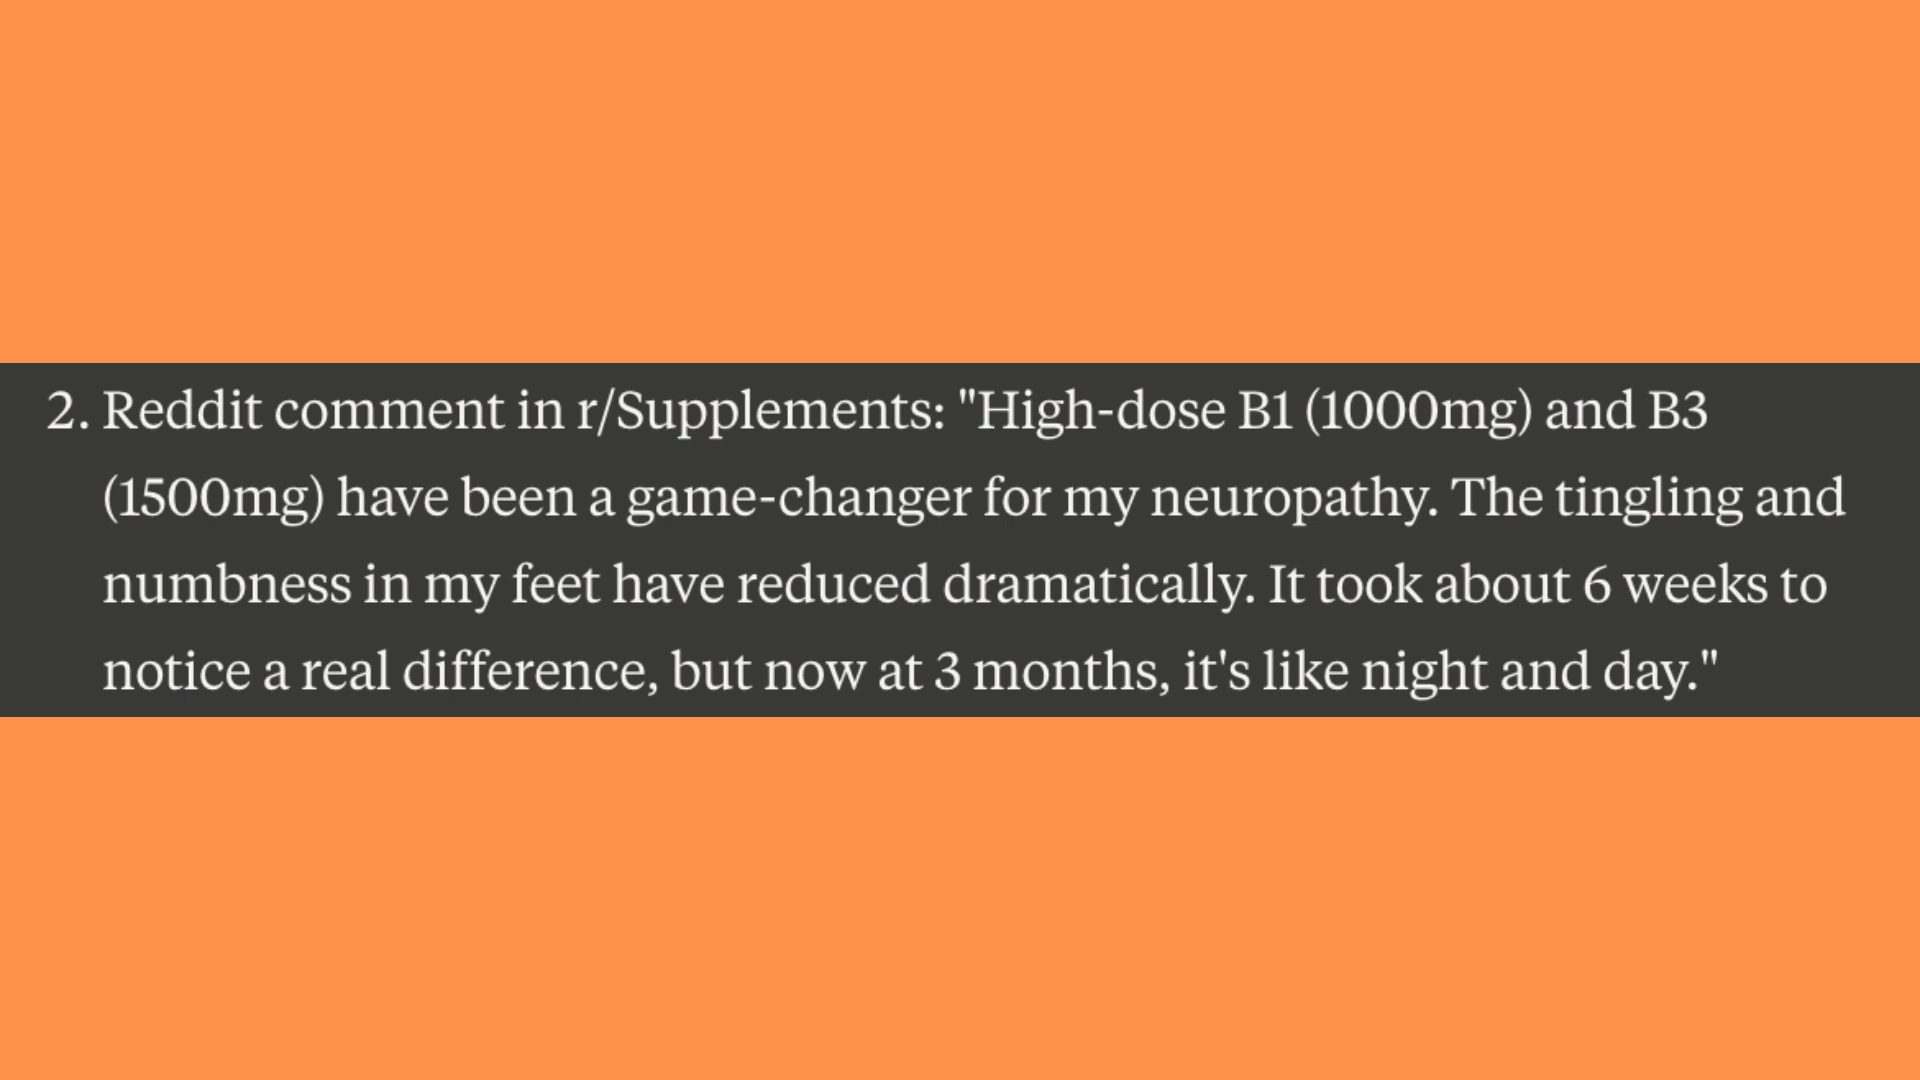 2. Reddit comment in r/Supplements: "High-dose B1 (1000mg) and B3
(1500mg) have been a game-changer for my neuropathy. The tingling and
numbness in my feet have reduced dramatically. It took about 6 weeks to
notice a real difference, but now at 3 months, it's like night and day."